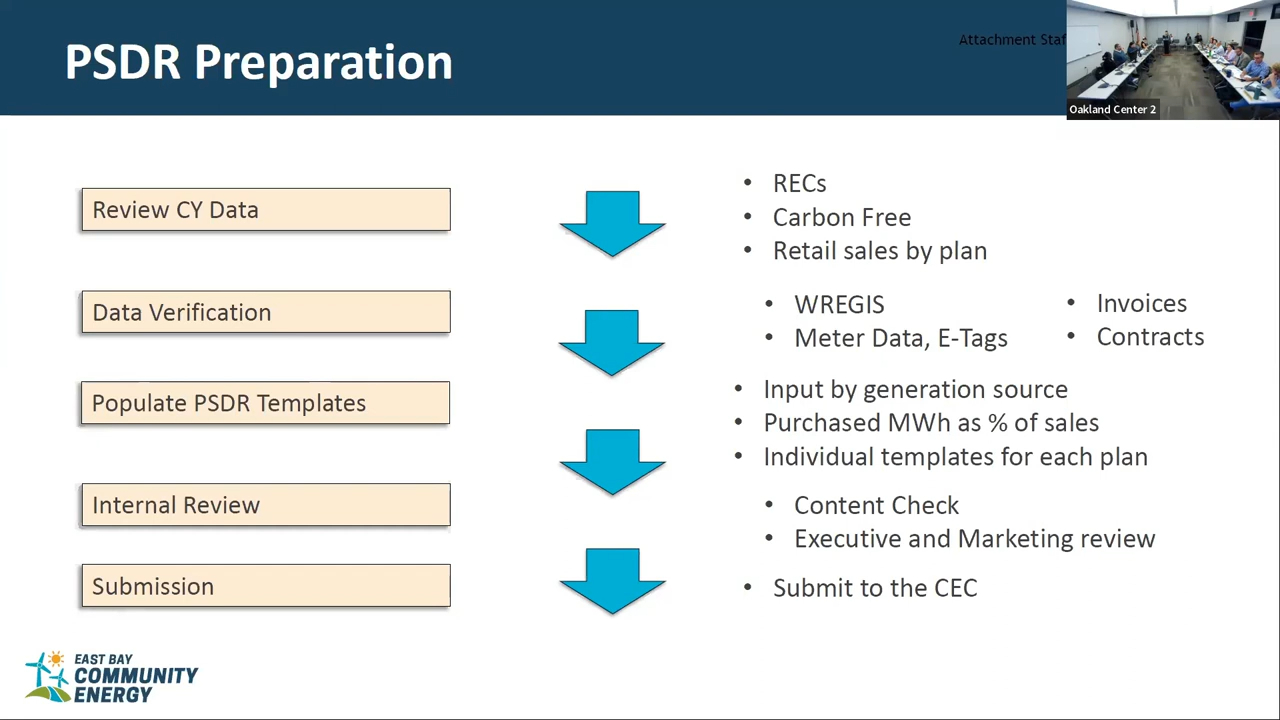 PSDR Preparation
Attachment Staf
Oakland Center 2
Review CY Data
• RECs
• Carbon Free
• Retail sales by plan
Data Verification
• WREGIS
• Meter Data, E-Tags
• Invoices
• Contracts
Populate PSDR Templates
• Input by generation source
• Purchased MWh as % of sales
• Individual templates for each plan
Internal Review
• Content Check
• Executive and Marketing review
Submission
• Submit to the CEC
EAST BAY
COMMUNITY
ENERGY